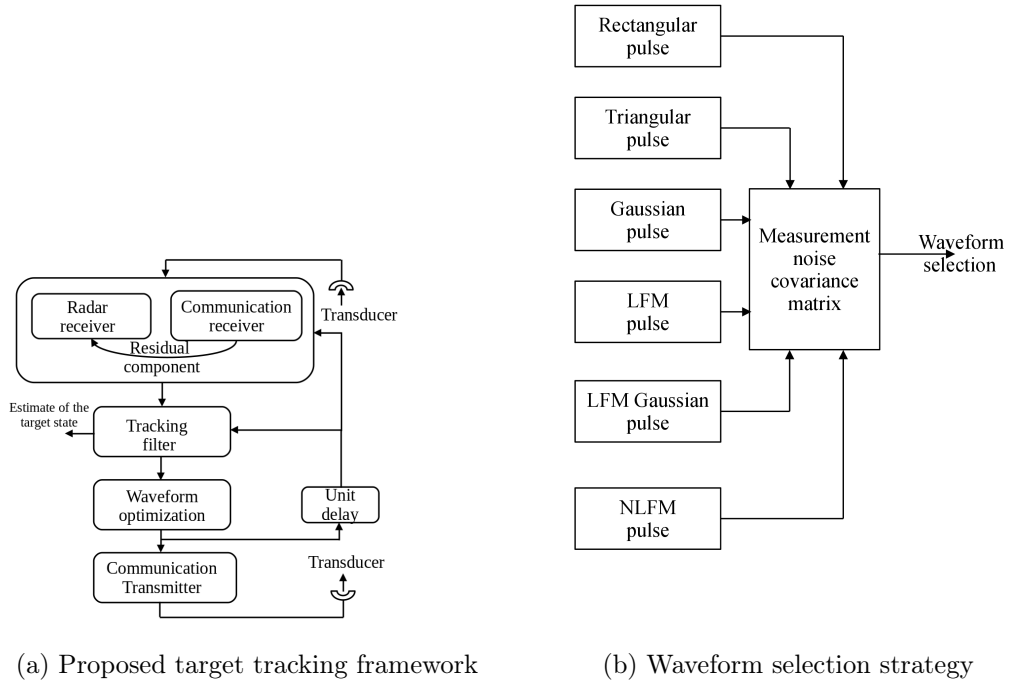 Radar
receiver
Communication
receiver
Residual
component
Transducer
Estimate of the
target state
Tracking
filter
Waveform
optimization
Unit
delay
Communication
Transmitter
Transducer
(a) Proposed target tracking framework
Rectangular
pulse
Triangular
pulse
Gaussian
pulse
LFM
pulse
LFM Gaussian
pulse
NLFM
pulse
Measurement
noise
covariance
matrix
Waveform
selection
(b) Waveform selection strategy